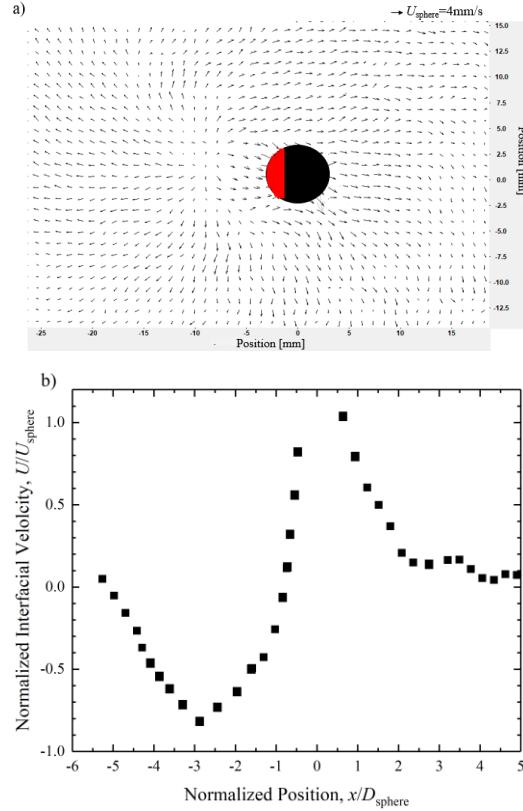 a)
→ U_sphere=4mm/s
15.0
12.5
10.0
7.5
5.0
2.5
0.0
-2.5
-5.0
-7.5
-10.0
-12.5
Position
[mm]
-25 -20 -15 -10 -5 0 5 10 15
Position [mm]
b)
Normalized Interfacial Velolcity, U/U_sphere
1.0
0.5
0.0
-0.5
-1.0
-6 -5 -4 -3 -2 -1 0 1 2 3 4 5
Normalized Position, x/D_sphere